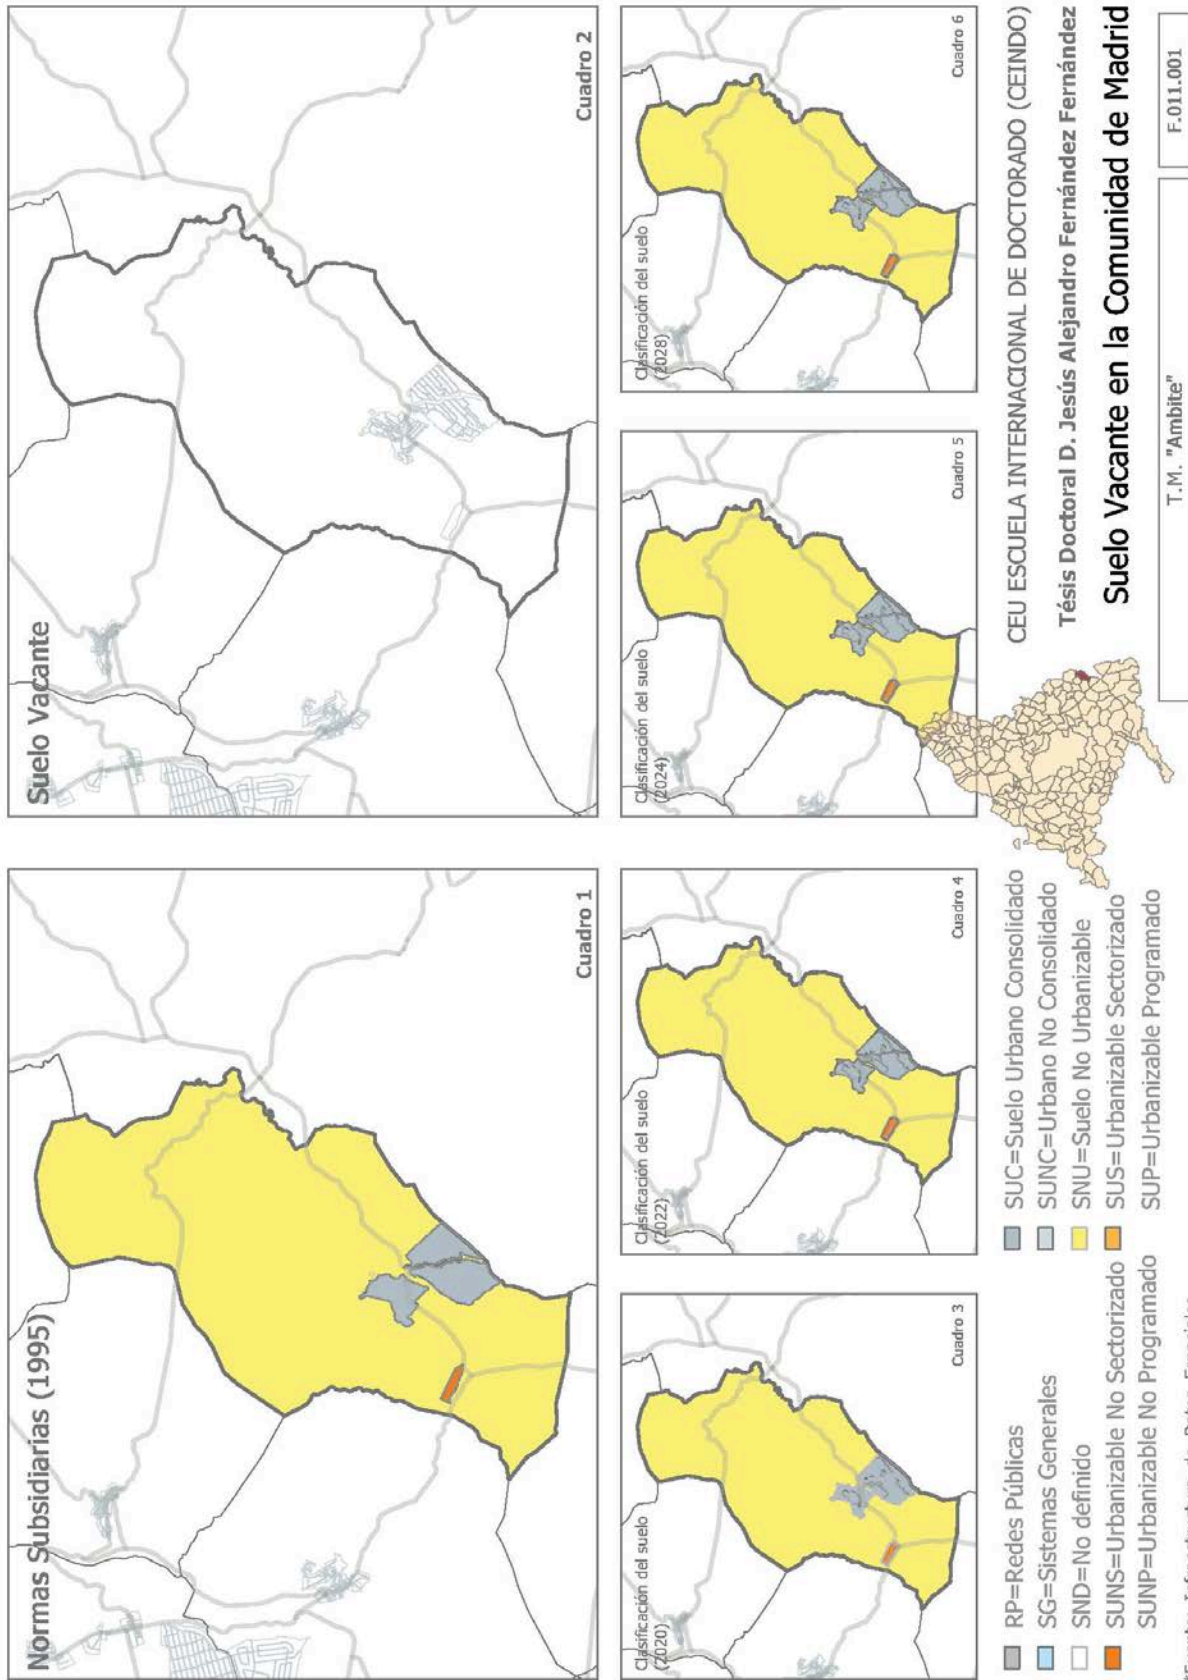 Normas Subsidiarias (1995)
Cuadro 1
Suelo Vacante
Cuadro 2
Clasificación del suelo
(2020)
Cuadro 3
Clasificación del suelo
(2022)
Cuadro 4
Clasificación del suelo
(2024)
Cuadro 5
Clasificación del suelo
(2028)
Cuadro 6
RP=Redes Públicas
SG=Sistemas Generales
SND=No definido
SUNS=Urbanizable No Sectorizado
SUNP=Urbanizable No Programado
SUC=Suelo Urbano Consolidado
SUNC=Urbano No Consolidado
SNU=Suelo No Urbanizable
SUS=Urbanizable Sectorizado
SUP=Urbanizable Programado
CEU ESCUELA INTERNACIONAL DE DOCTORADO (CEINDO)
Tésis Doctoral D. Jesús Alejandro Fernández Fernández
Suelo Vacante en la Comunidad de Madrid
T.M. "Ambite"
F.011.001